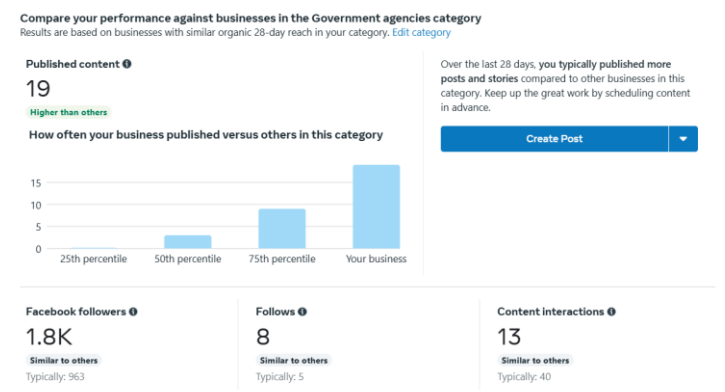 Compare your performance against businesses in the Government agencies category
Results are based on businesses with similar organic 28-day reach in your category. Edit category
Published content
19
Higher than others
How often your business published versus others in this category
15
10
5
0
25th percentile
50th percentile
75th percentile
Your business
Over the last 28 days, you typically published more
posts and stories compared to other businesses in this
category. Keep up the great work by scheduling content
in advance.
Create Post
Facebook followers
1.8K
Similar to others
Typically: 963
Follows
8
Similar to others
Typically: 5
Content interactions
13
Similar to others
Typically: 40